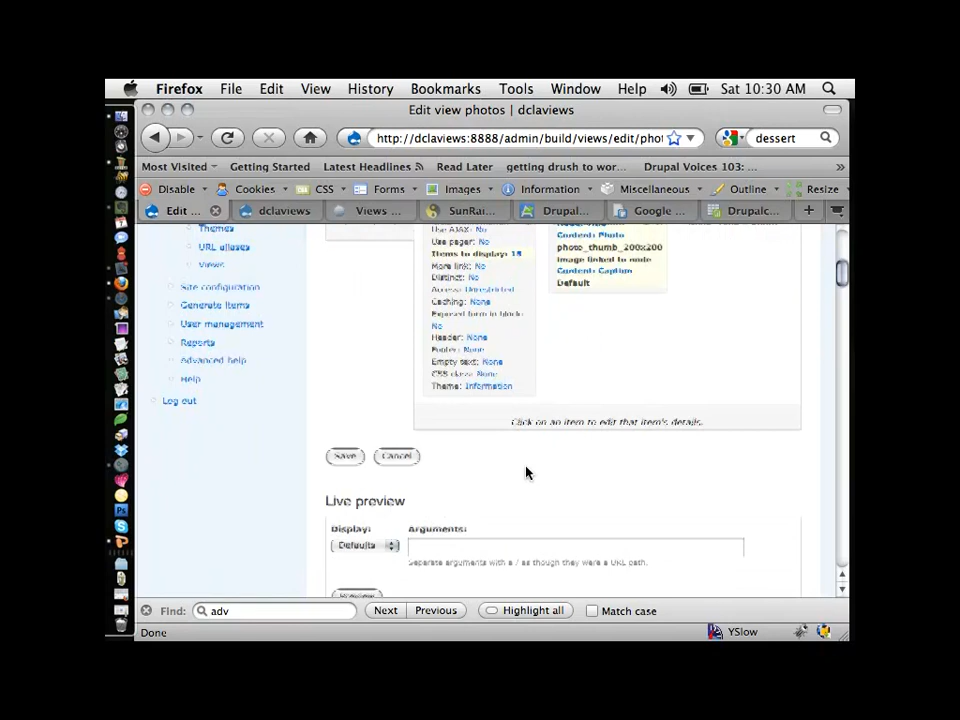 Firefox File Edit View History Bookmarks Tools Window Help Sat 10:30 AM
Edit view photos | dclaviews
http://dclaviews:8888/admin/build/views/edit/phot dessert
Most Visited Getting Started Latest Headlines Read Later getting drush to wor... Drupal Voices 103:... »
Disable Cookies CSS Forms Images Information Miscellaneous Outline Resize
Edit ... dclaviews Views ... SunRai... Drupal... Google ... Drupalc...
Themes
URL aliases
Views
Site configuration
Generate items
User management
Reports
Advanced help
Help
Log out
Use AJAX: No
Use pager: No
Items to display: 15
More link: No
Distinct: No
Access: Unrestricted
Caching: None
Exposed form in block:
No
Header: None
Footer: None
Empty text: None
CSS class: None
Theme: Information
Content: Photo
photo_thumb_200x200
image linked to node
Content: Caption
Default
Click on an item to edit that item's details.
Save Cancel
Live preview
Display: Arguments:
Defaults
Separate arguments with a / as though they were a URL path.
Preview
Find: adv Next Previous Highlight all Match case
Done YSlow